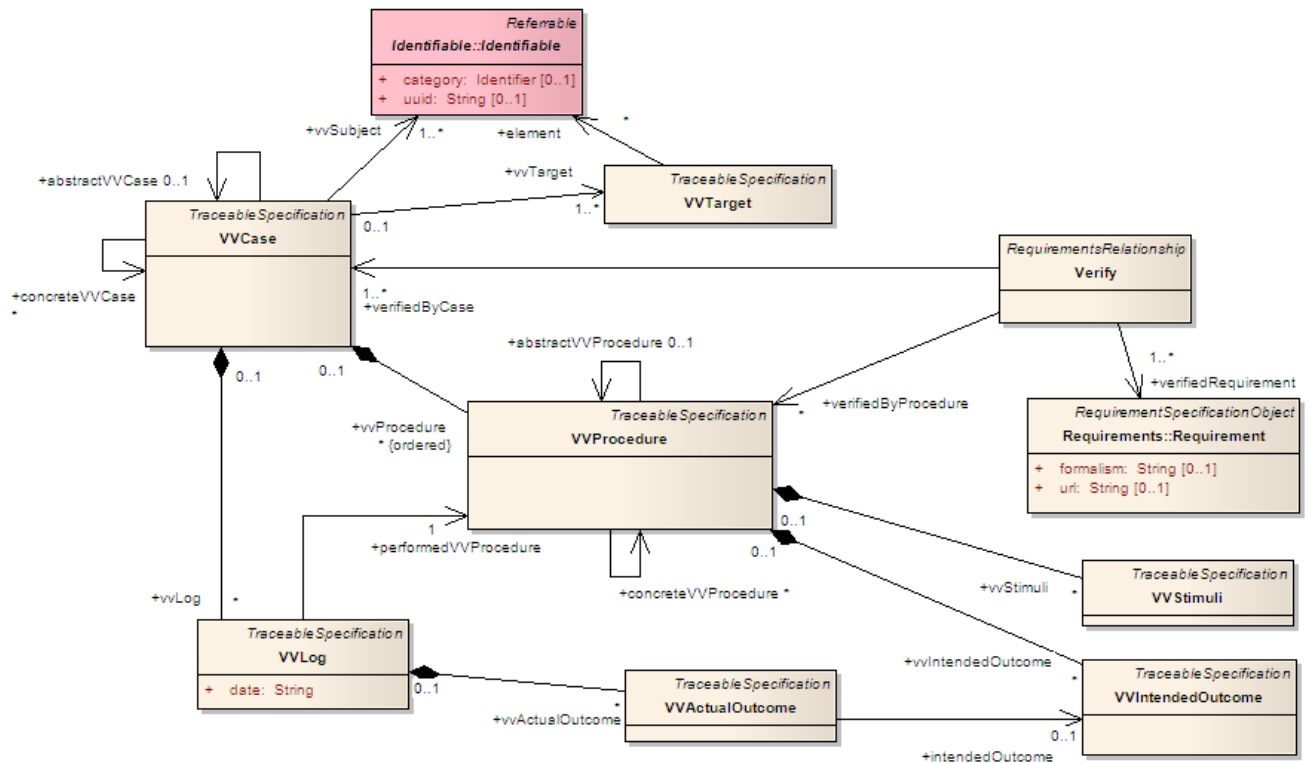 Referrable
Identifiable::Identifiable
+ category: Identifier [0..1]
+ uuid: String [0..1]
+vvSubject
1..*
+element
*
+abstractVVCase 0..1
+vvTarget
TraceableSpecification
VVTarget
1..*
0..1
TraceableSpecification
VVCase
RequirementsRelationship
Verify
+concreteVVCase
*
1..*
+verifiedByCase
+abstractVVProcedure 0..1
0..1
0..1
1..*
+verifiedRequirement
+verifiedByProcedure
*
TraceableSpecification
VVProcedure
RequirementSpecificationObject
Requirements::Requirement
+ formalism: String [0..1]
+ url: String [0..1]
+vvProcedure
* {ordered}
0..1
1
+performedVVProcedure
0..1
+concreteVVProcedure *
TraceableSpecification
VVStimuli
+vvStimuli
*
+vvLog
*
TraceableSpecification
VVLog
+ date: String
0..1
+vvIntendedOutcome
*
TraceableSpecification
VVActualOutcome
*
+vvActualOutcome
TraceableSpecification
VVIntendedOutcome
0..1
+intendedOutcome